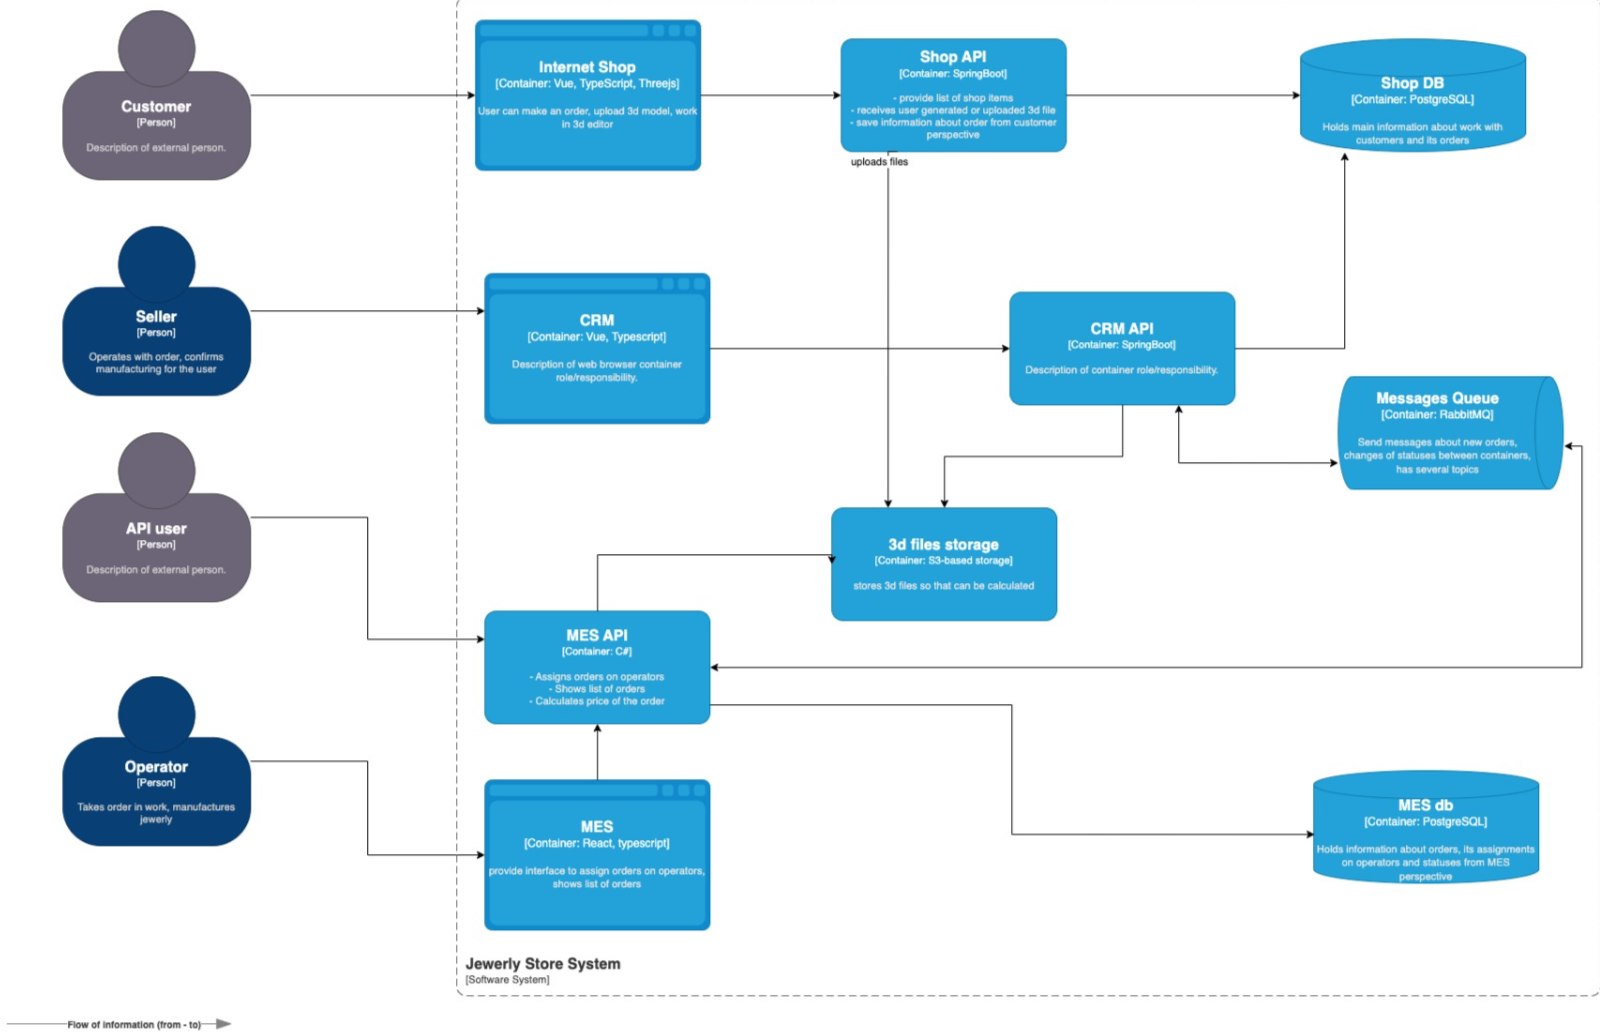 Customer
[Person]
Description of external person.
Internet Shop
[Container: Vue, TypeScript, Threejs]
User can make an order, upload 3d model, work
in 3d editor
Shop API
[Container: SpringBoot]
- provide list of shop items
- receives user generated or uploaded 3d file
- save information about order from customer
perspective
uploads files
Shop DB
[Container: PostgreSQL]
Holds main information about work with
customers and its orders
Seller
[Person]
Operates with order, confirms
manufacturing for the user
CRM
[Container: Vue, Typescript]
Description of web browser container
role/responsibility.
CRM API
[Container: SpringBoot]
Description of container role/responsibility.
Messages Queue
[Container: RabbitMQ]
Send messages about new orders,
changes of statuses between containers,
has several topics
API user
[Person]
Description of external person.
3d files storage
[Container: S3-based storage]
stores 3d files so that can be calculated
MES API
[Container: C#]
- Assigns orders on operators
- Shows list of orders
- Calculates price of the order
Operator
[Person]
Takes order in work, manufactures
jewerly
MES
[Container: React, typescript]
provide interface to assign orders on operators,
shows list of orders
MES db
[Container: PostgreSQL]
Holds information about orders, its assignments
on operators and statuses from MES
perspective
Jewerly Store System
[Software System]
Flow of information (from - to)